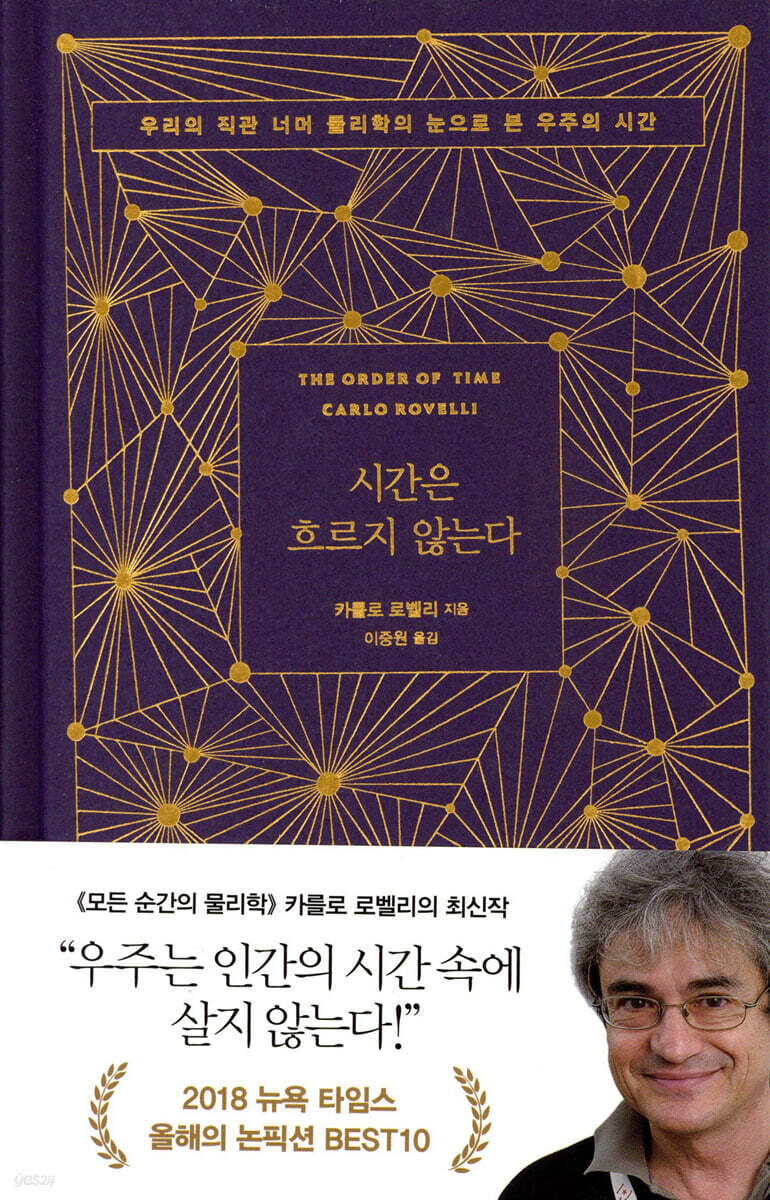 우리의 직관 너머 물리학의 눈으로 본 우주의 시간
THE ORDER OF TIME
CARLO ROVELLI
시간은
흐르지 않는다
카를로 로벨리 지음
이중원 옮김
《모든 순간의 물리학》 카를로 로벨리의 최신작
“우주는 인간의 시간 속에
살지 않는다!”
2018 뉴욕 타임스
올해의 논픽션 BEST10
yes24